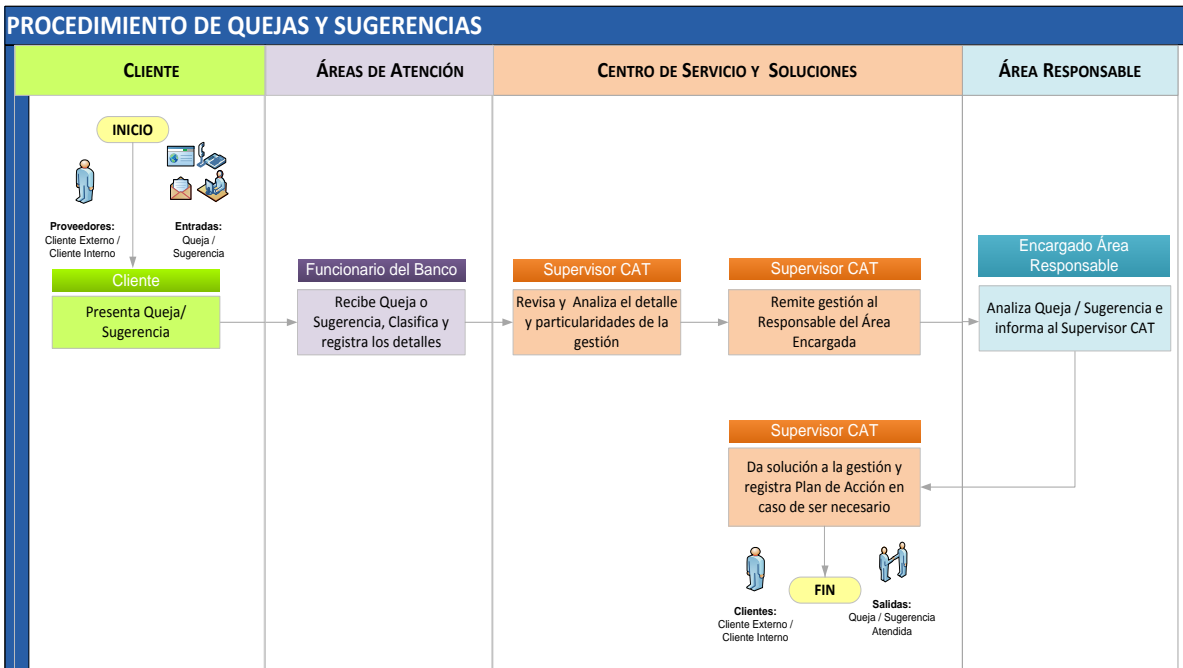 PROCEDIMIENTO DE QUEJAS Y SUGERENCIAS
CLIENTE
ÁREAS DE ATENCIÓN
CENTRO DE SERVICIO Y SOLUCIONES
ÁREA RESPONSABLE
INICIO
Proveedores:
Cliente Externo /
Cliente Interno
Entradas:
Queja /
Sugerencia
Cliente
Presenta Queja/
Sugerencia
Funcionario del Banco
Recibe Queja o
Sugerencia, Clasifica y
registra los detalles
Supervisor CAT
Revisa y Analiza el detalle
y particularidades de la
gestión
Supervisor CAT
Remite gestión al
Responsable del Área
Encargada
Encargado Área
Responsable
Analiza Queja / Sugerencia e
informa al Supervisor CAT
Supervisor CAT
Da solución a la gestión y
registra Plan de Acción en
caso de ser necesario
FIN
Clientes:
Cliente Externo /
Cliente Interno
Salidas:
Queja / Sugerencia
Atendida